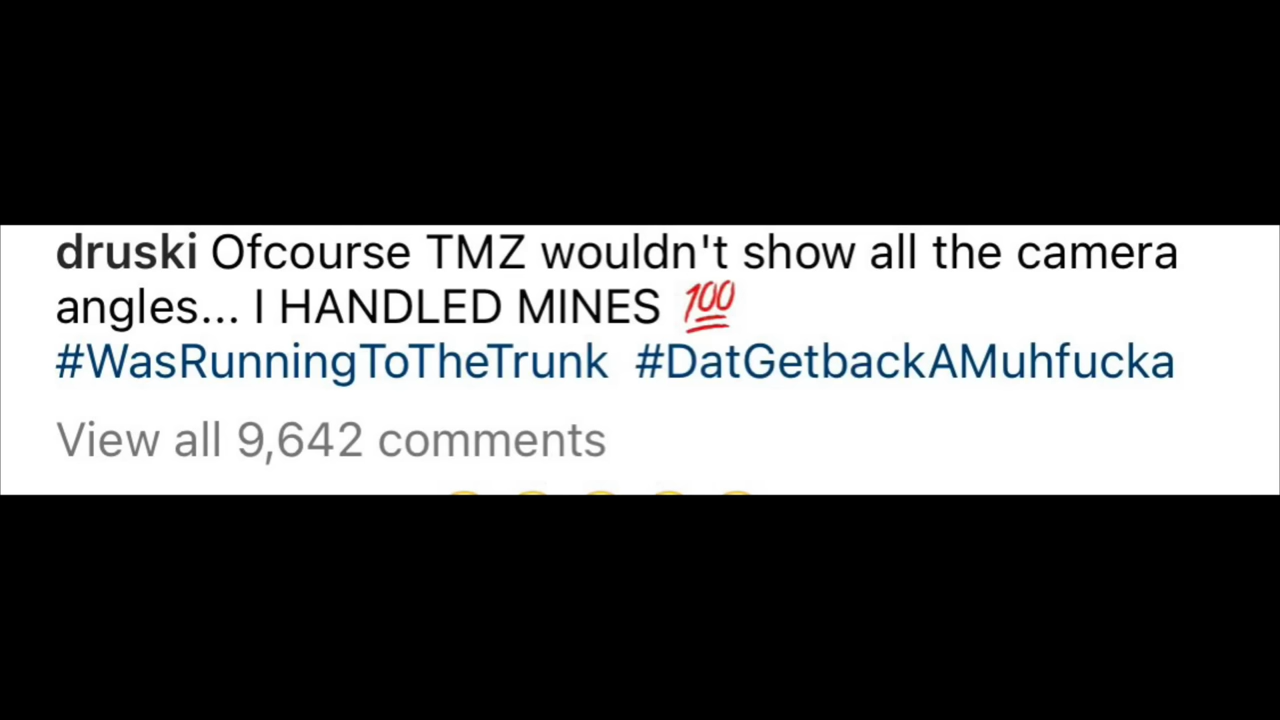 druski Ofcourse TMZ wouldn't show all the camera
angles... I HANDLED MINES 💯
#WasRunningToTheTrunk #DatGetbackAMuhfucka
View all 9,642 comments